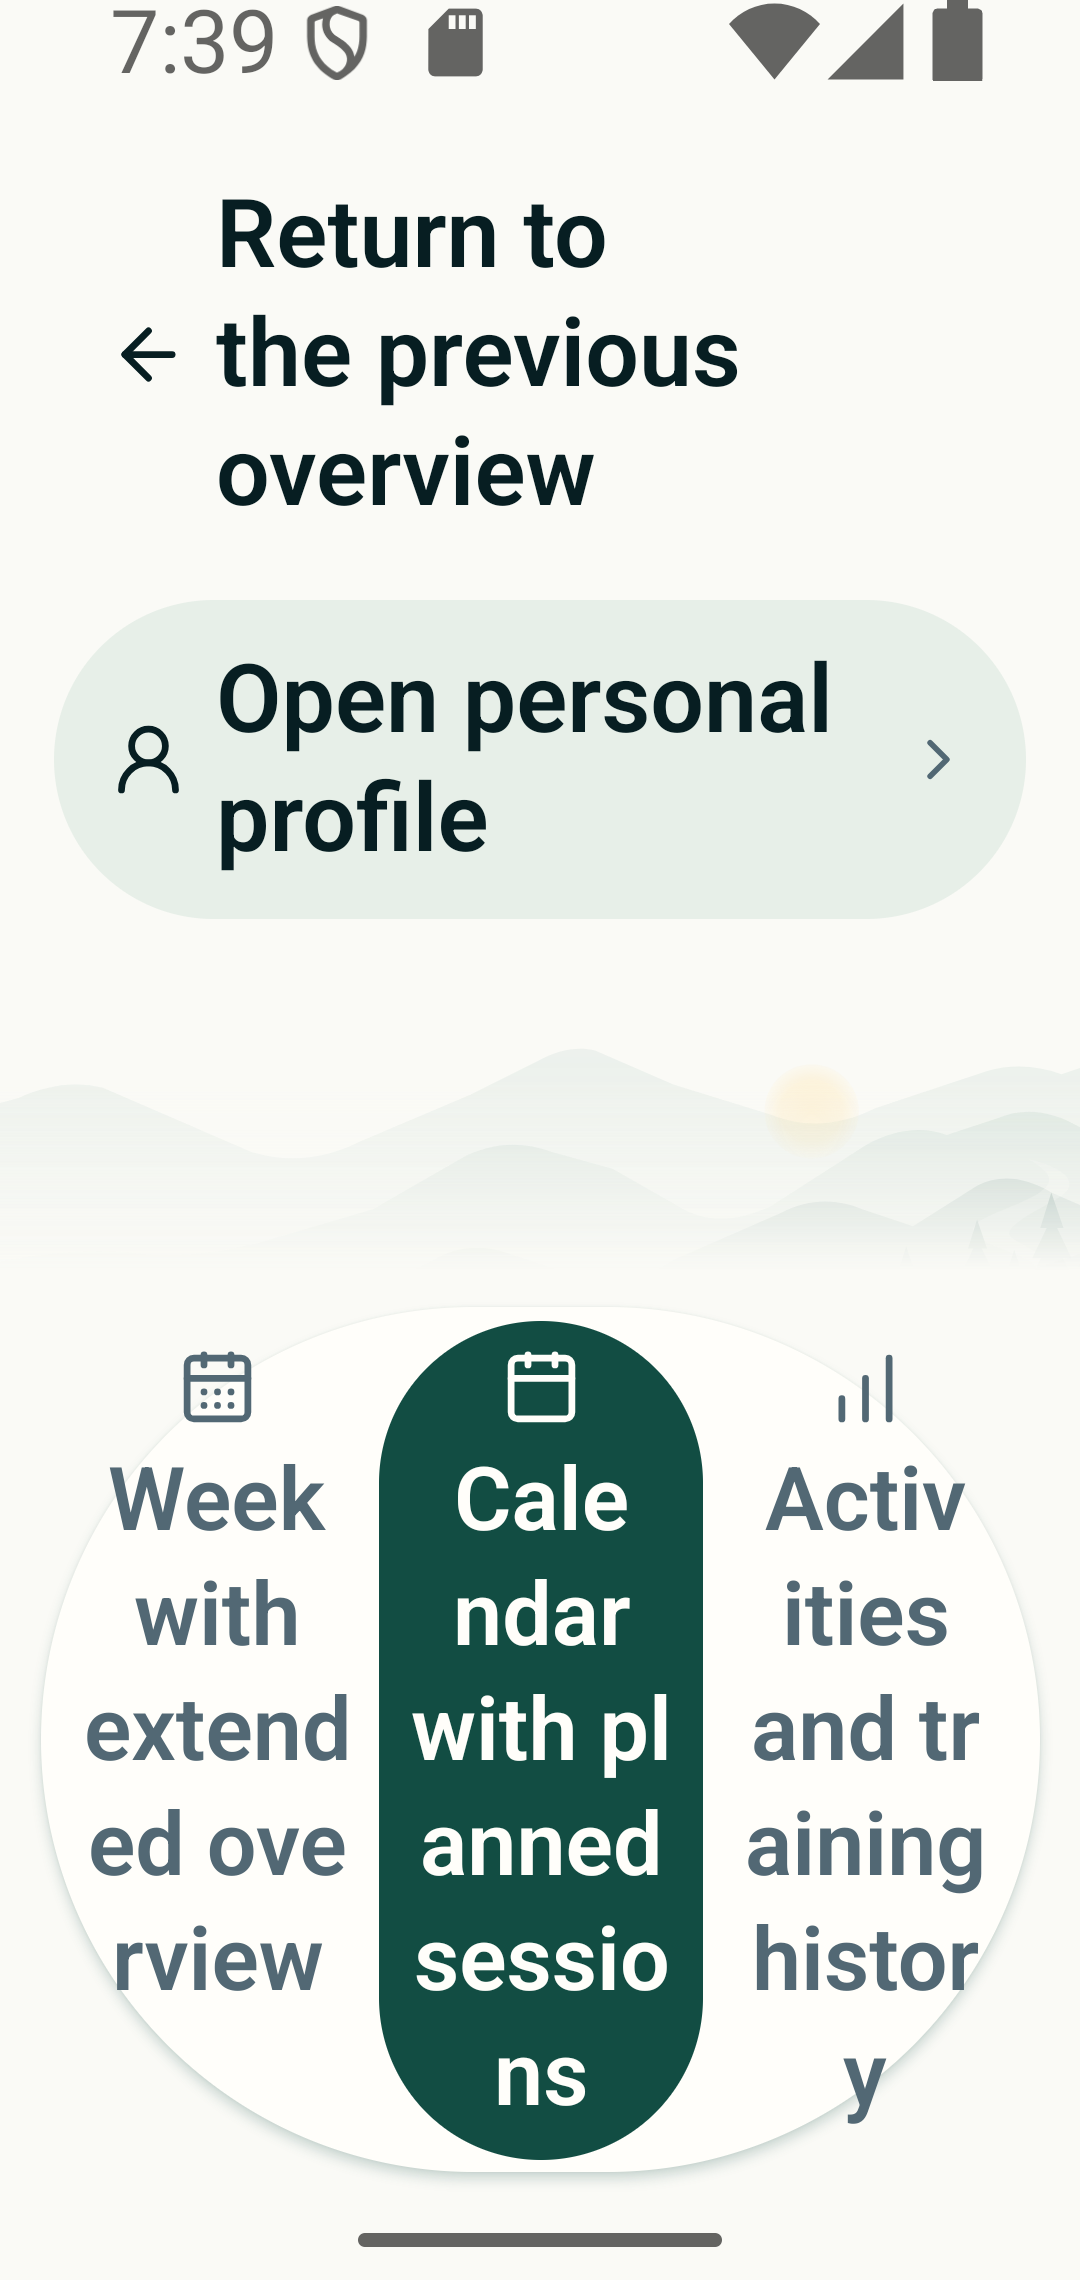 7:39
Return to
the previous
overview
Open personal
profile
Week
with
extend
ed ove
rview
Cale
ndar
with pl
anned
sessio
ns
Activ
ities
and tr
aining
histor
y